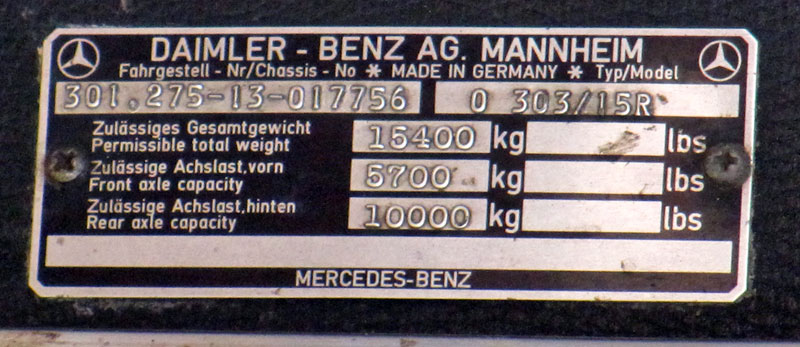 DAIMLER - BENZ AG. MANNHEIM
Fahrgestell - Nr/Chassis - No * MADE IN GERMANY * Typ/Model
301.275-13-017756 O 303/15R
Zulässiges Gesamtgewicht
Permissible total weight 15400 kg lbs
Zulässige Achslast,vorn
Front axle capacity 5700 kg lbs
Zulässige Achslast,hinten
Rear axle capacity 10000 kg lbs
MERCEDES-BENZ